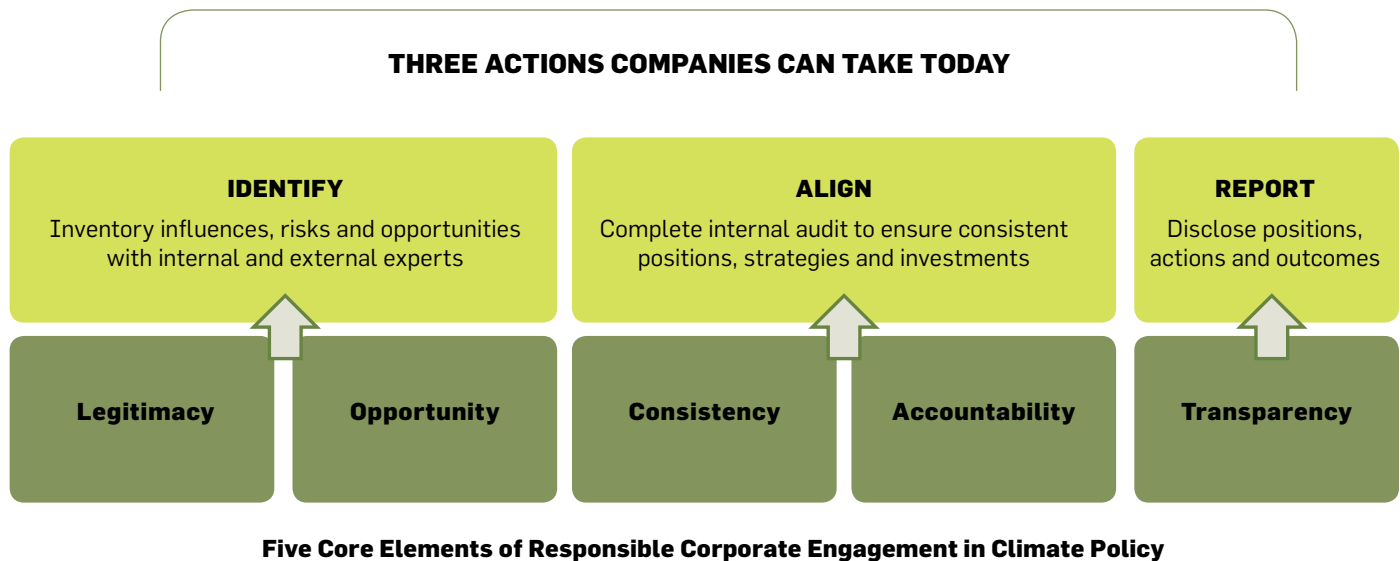 THREE ACTIONS COMPANIES CAN TAKE TODAY
IDENTIFY
Inventory influences, risks and opportunities
with internal and external experts
ALIGN
Complete internal audit to ensure consistent
positions, strategies and investments
REPORT
Disclose positions,
actions and outcomes
Legitimacy
Opportunity
Consistency
Accountability
Transparency
Five Core Elements of Responsible Corporate Engagement in Climate Policy